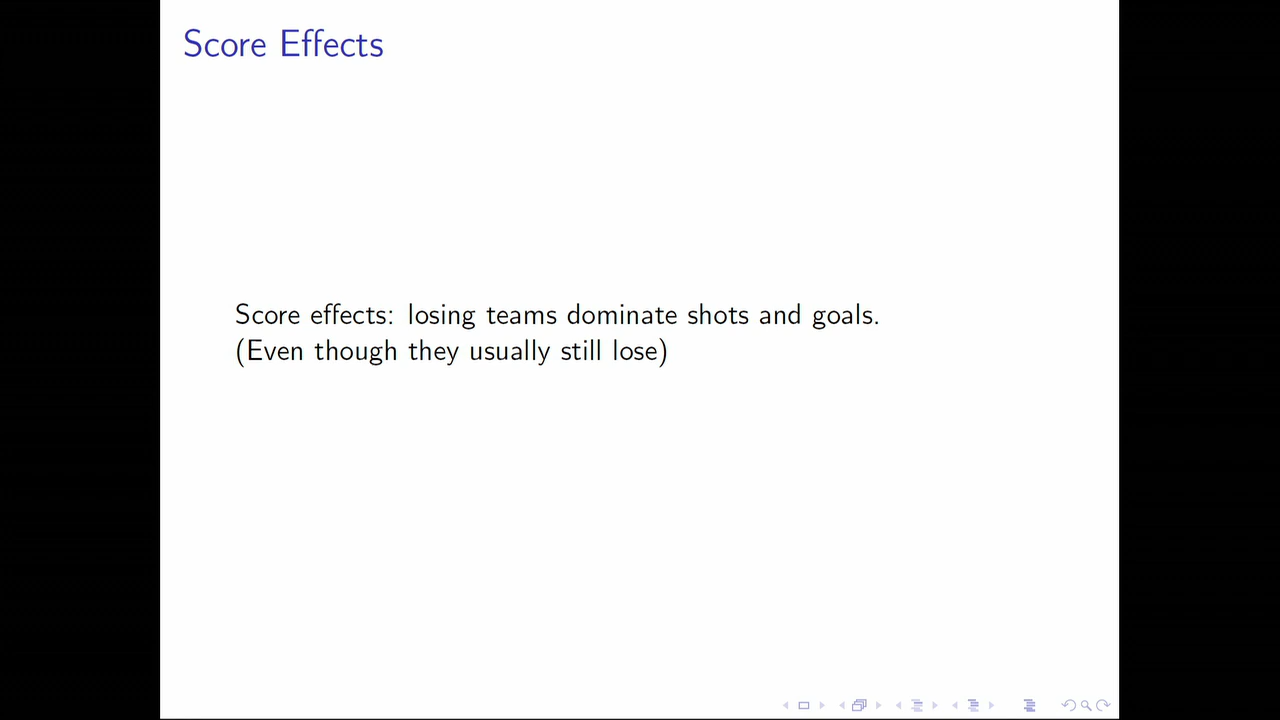 Score Effects
Score effects: losing teams dominate shots and goals.
(Even though they usually still lose)